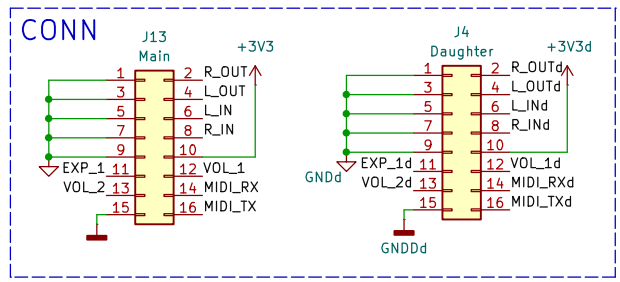 CONN
J13
Main
+3V3
1 2 R_OUT
3 4 L_OUT
5 6 L_IN
7 8 R_IN
9 10
EXP_1 11 12 VOL_1
VOL_2 13 14 MIDI_RX
15 16 MIDI_TX
J4
Daughter
+3V3d
1 2 R_OUTd
3 4 L_OUTd
5 6 L_INd
7 8 R_INd
9 10
GNDd
EXP_1d 11 12 VOL_1d
VOL_2d 13 14 MIDI_RXd
15 16 MIDI_TXd
GNDDd